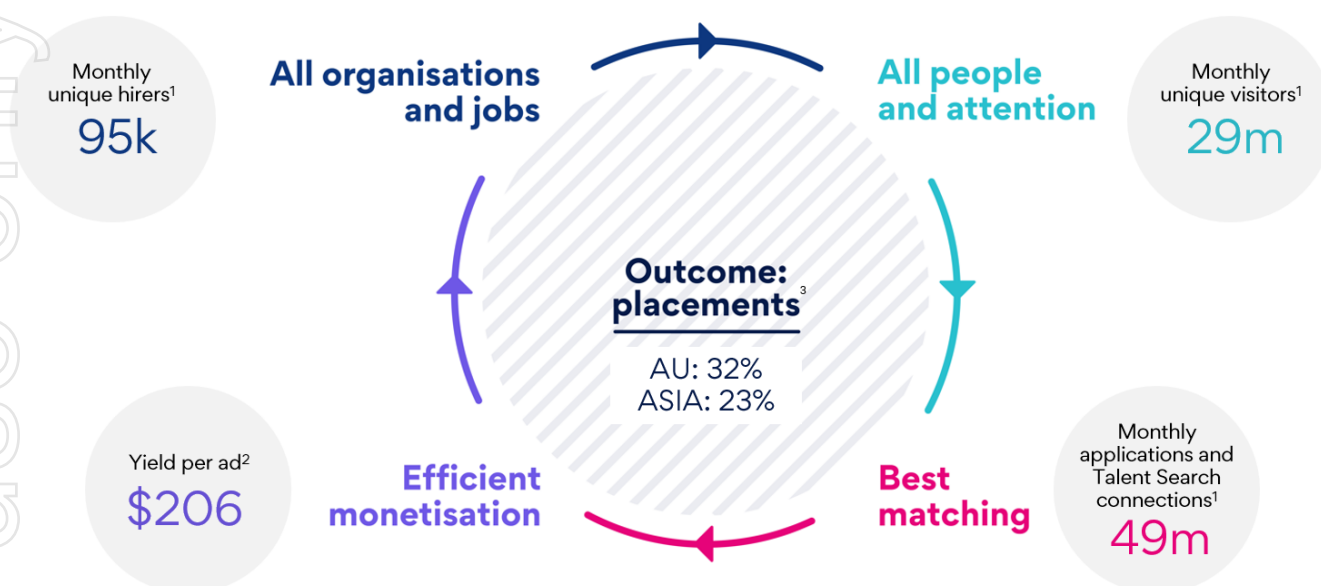 Monthly
unique hirers¹
95k
All organisations
and jobs
All people
and attention
Monthly
unique visitors¹
29m
Outcome:
placements³
AU: 32%
ASIA: 23%
Yield per ad²
$206
Efficient
monetisation
Best
matching
Monthly
applications and
Talent Search
connections¹
49m